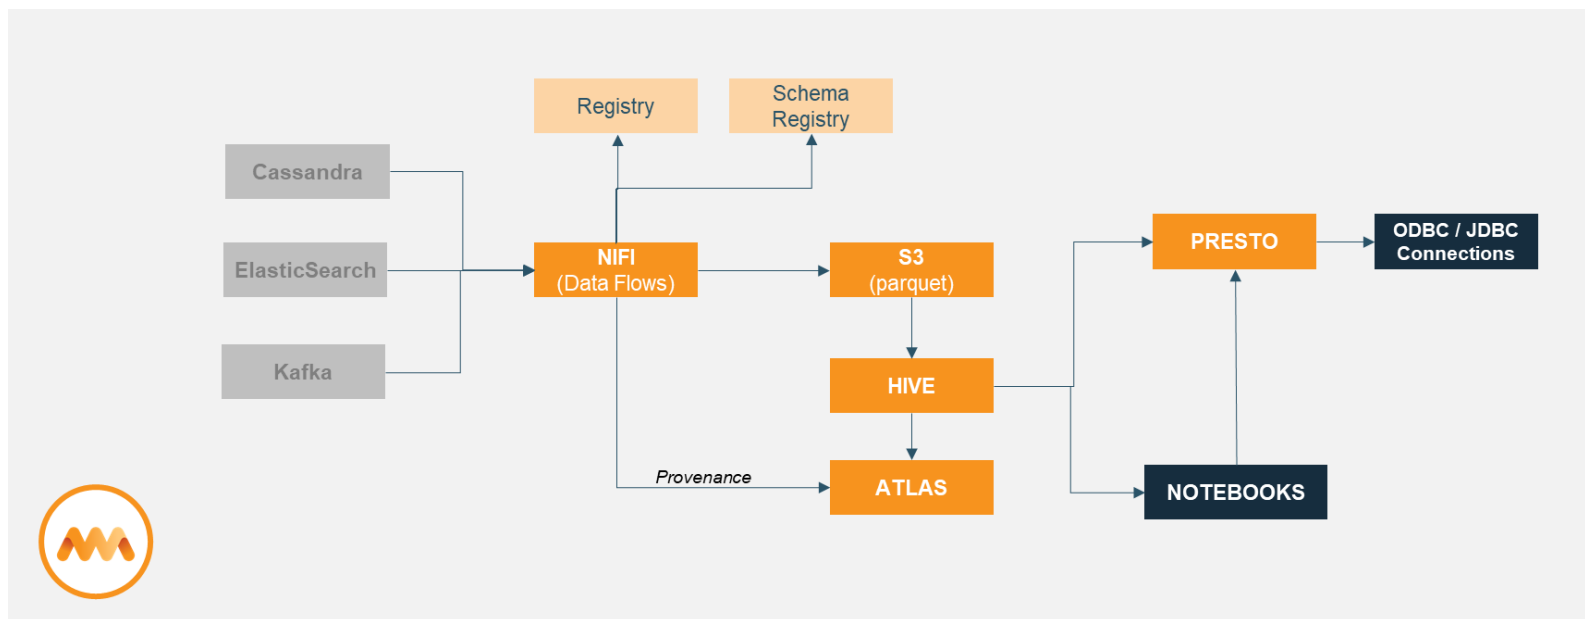 Registry
Schema
Registry
Cassandra
ElasticSearch
Kafka
NIFI
(Data Flows)
S3
(parquet)
HIVE
Provenance
ATLAS
PRESTO
ODBC / JDBC
Connections
NOTEBOOKS